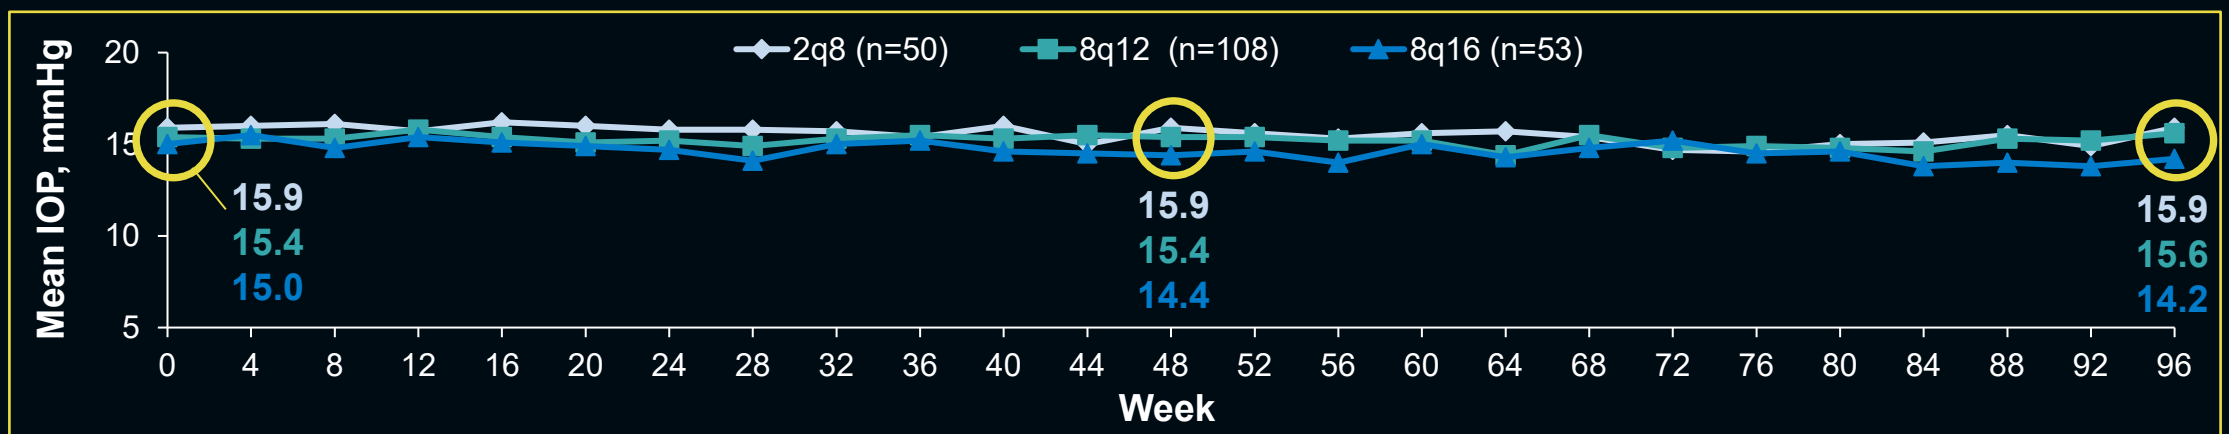 Mean IOP, mmHg
20
15
10
5
2q8 (n=50)
8q12 (n=108)
8q16 (n=53)
15.9
15.4
15.0
15.9
15.4
14.4
15.9
15.6
14.2
0 4 8 12 16 20 24 28 32 36 40 44 48 52 56 60 64 68 72 76 80 84 88 92 96
Week